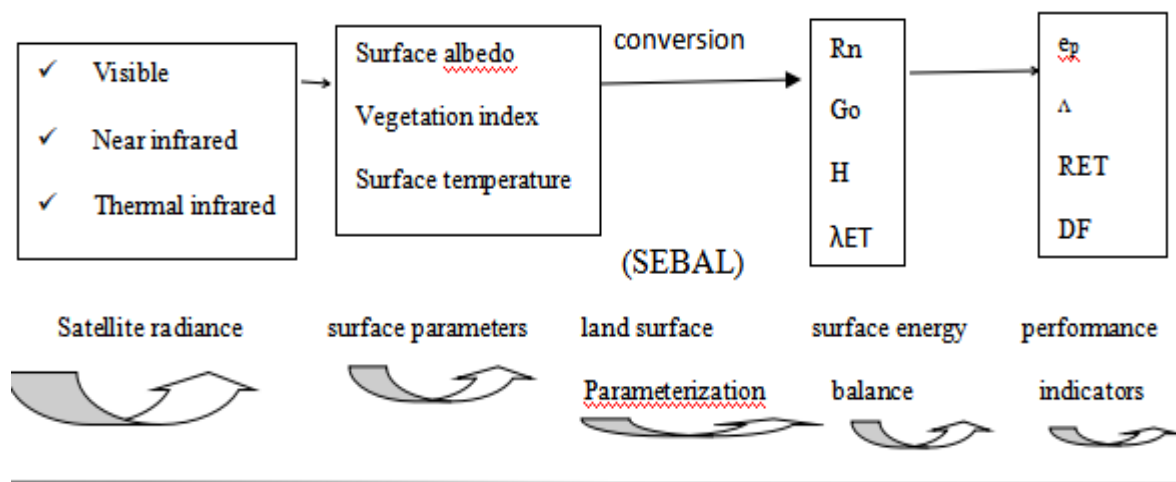 ✓ Visible
✓ Near infrared
✓ Thermal infrared
Surface albedo
Vegetation index
Surface temperature
conversion
(SEBAL)
Rn
Go
H
λET
ep
Λ
RET
DF
Satellite radiance
surface parameters
land surface
Parameterization
surface energy
balance
performance
indicators